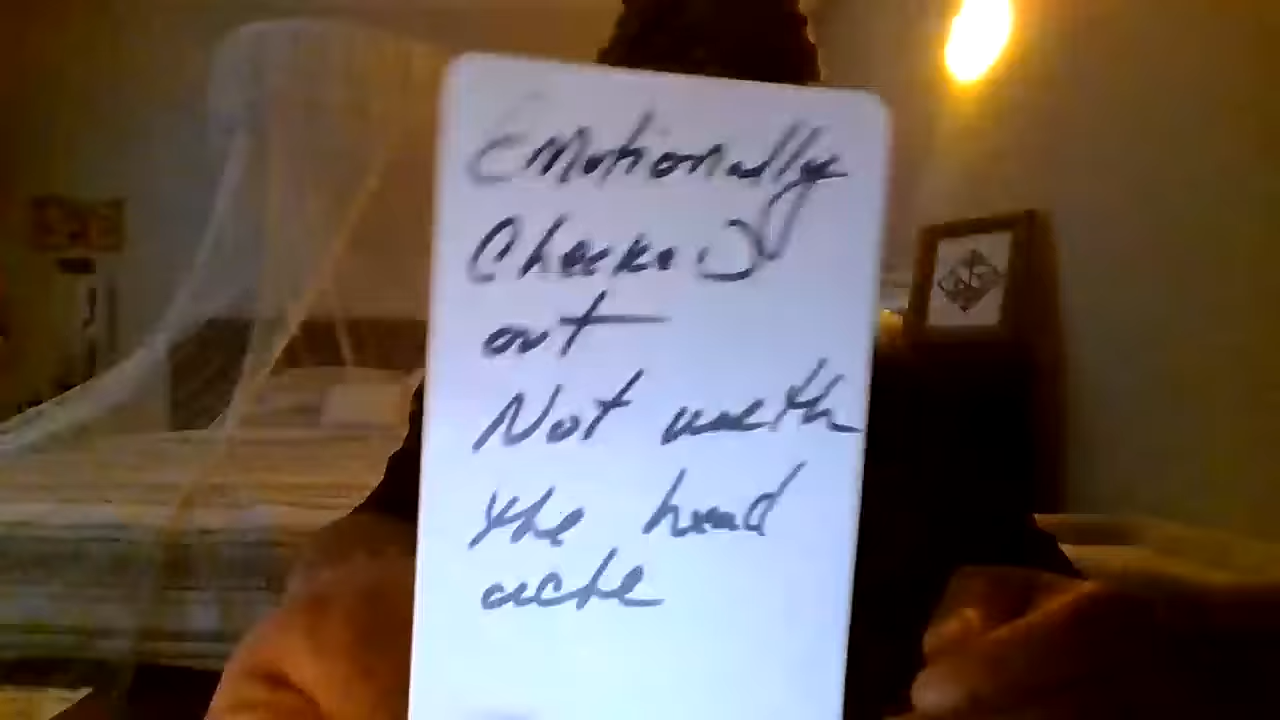 Emotionally
Checked
out
Not worth
the head
ache